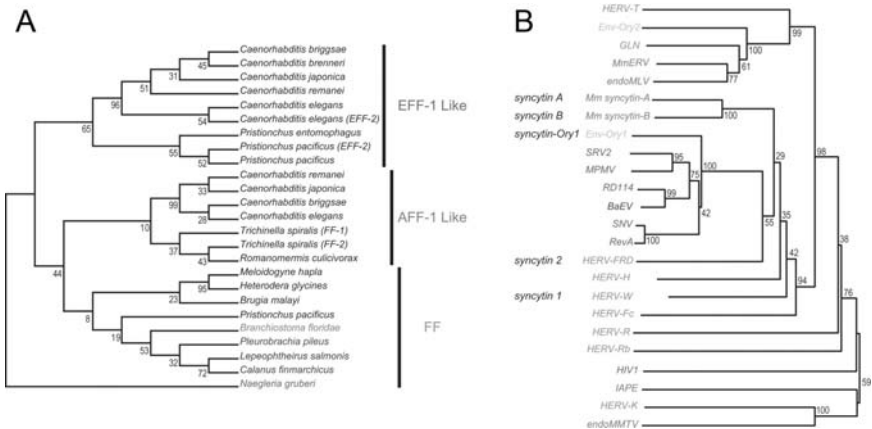 A
Caenorhabditis briggsae
Caenorhabditis brenneri
Caenorhabditis japonica
Caenorhabditis remanei
Caenorhabditis elegans
Caenorhabditis elegans (EFF-2)
Pristionchus entomophagus
Pristionchus pacificus (EFF-2)
Pristionchus pacificus
Caenorhabditis remanei
Caenorhabditis japonica
Caenorhabditis briggsae
Caenorhabditis elegans
Trichinella spiralis (FF-1)
Trichinella spiralis (FF-2)
Romanomermis culicivorax
Meloidogyne hapla
Heterodera glycines
Brugia malayi
Pristionchus pacificus
Branchiostoma floridae
Pleurobrachia pileus
Lepeophtheirus salmonis
Calanus finmarchicus
Naegleria gruberi
EFF-1 Like
AFF-1 Like
FF
45
31
51
96
54
65
55
52
33
99
28
10
37
43
44
95
23
8
19
53
32
72
B
HERV-T
Env-Ory2
GLN
MmERV
endoMLV
syncytin A Mm syncytin-A
syncytin B Mm syncytin-B
syncytin-Ory1 Env-Ory1
SRV2
MPMV
RD114
BaEV
SNV
RevA
syncytin 2 HERV-FRD
HERV-H
syncytin 1 HERV-W
HERV-Fc
HERV-R
HERV-Rb
HIV1
IAPE
HERV-K
endoMMTV
99
100
61
77
100
29
98
95
100
75
99
42
55
100
35
42
94
38
76
59
100